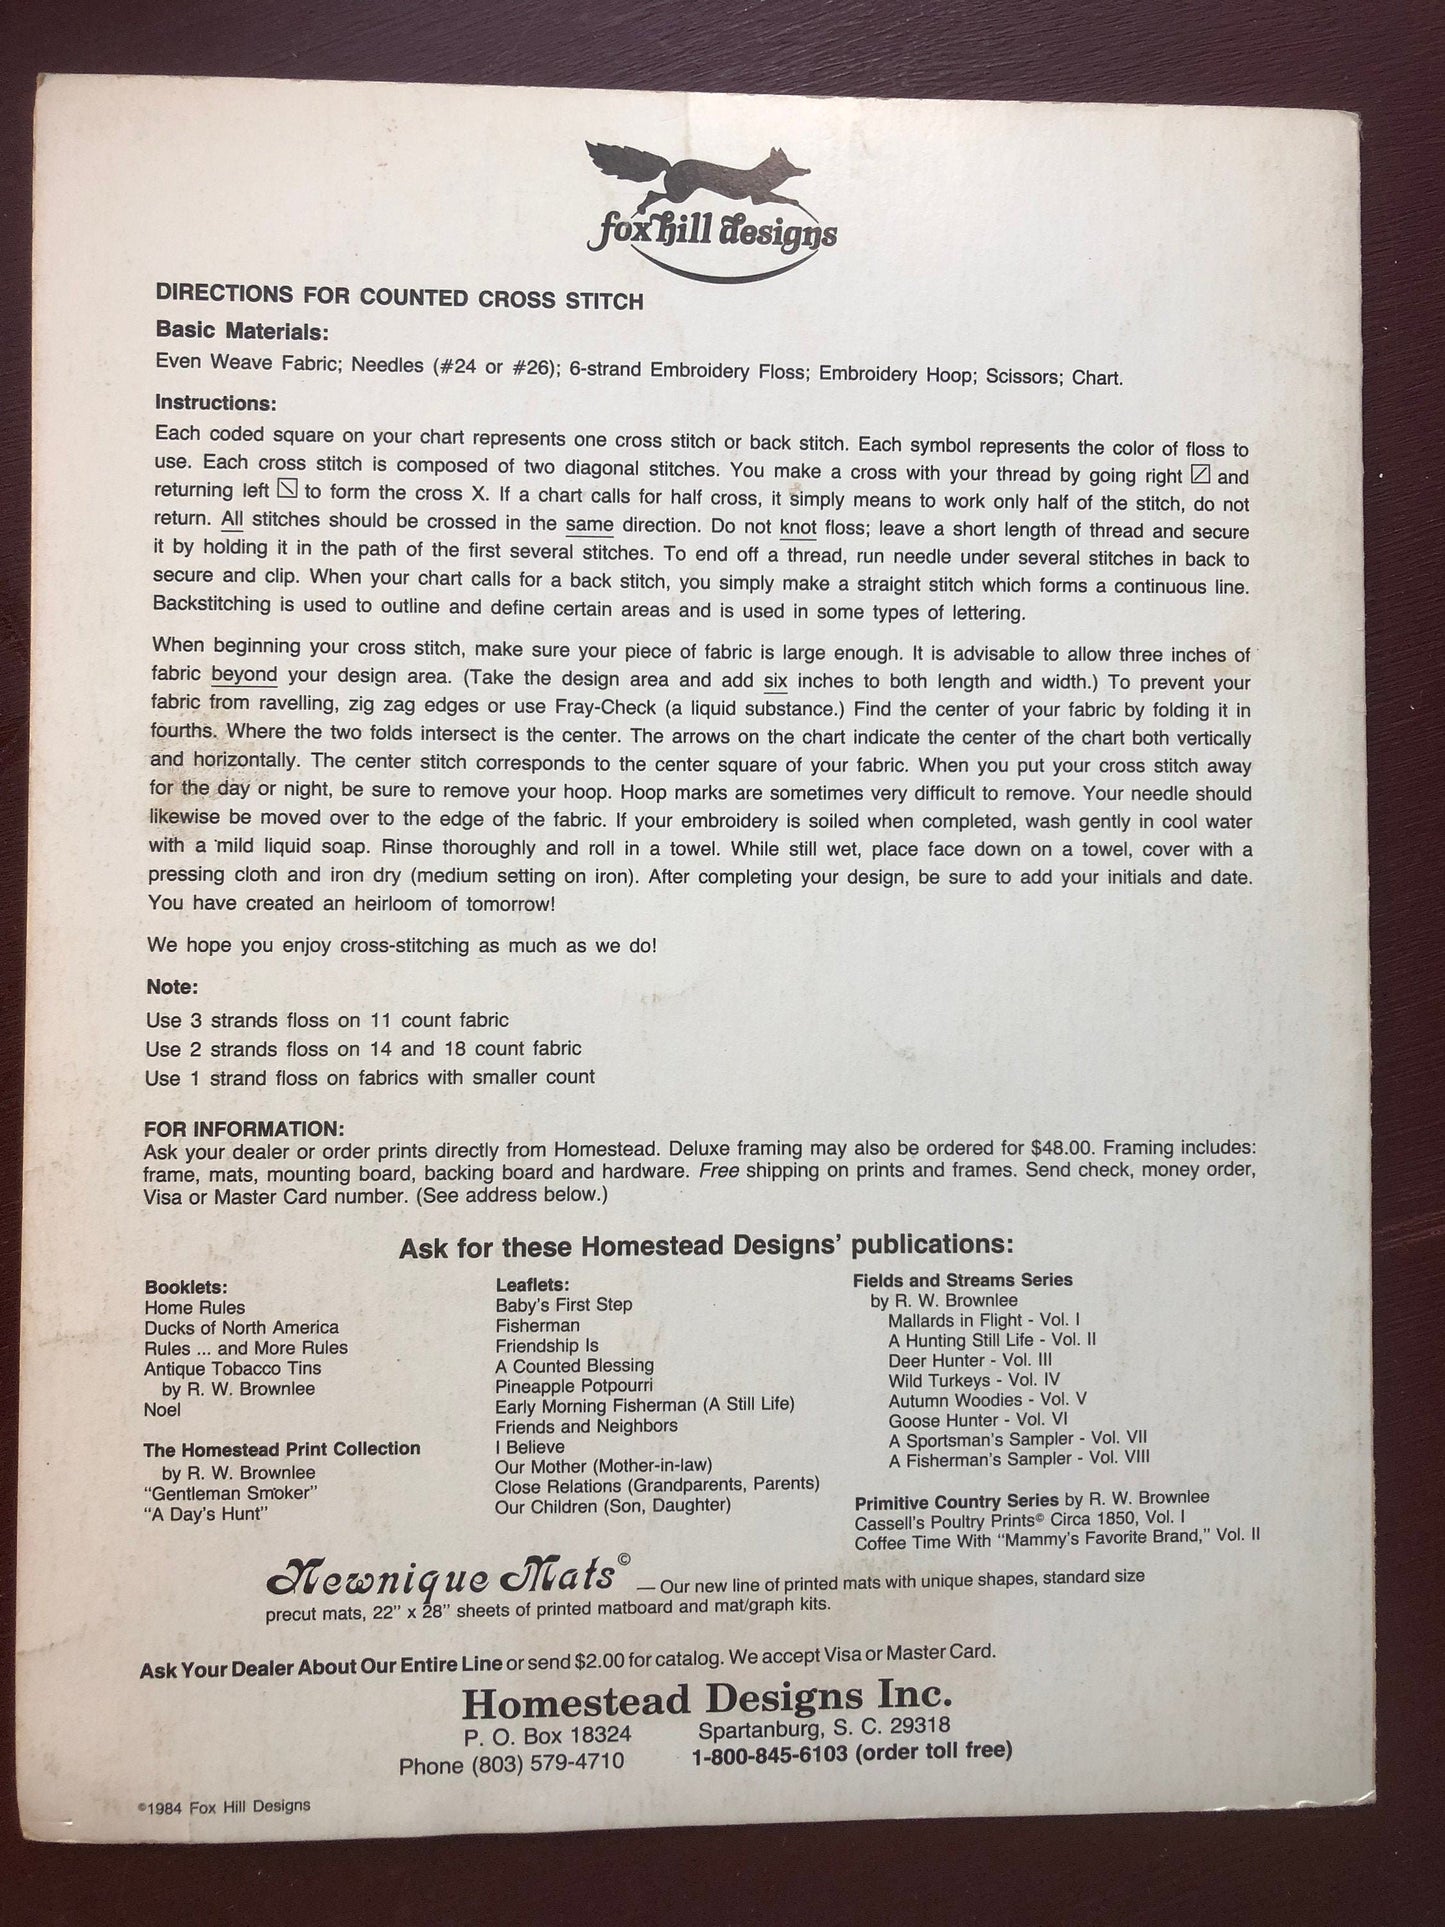 fox hill designs
DIRECTIONS FOR COUNTED CROSS STITCH
Basic Materials:
Even Weave Fabric; Needles (#24 or #26); 6-strand Embroidery Floss; Embroidery Hoop; Scissors; Chart.
Instructions:
Each coded square on your chart represents one cross stitch or back stitch. Each symbol represents the color of floss to
use. Each cross stitch is composed of two diagonal stitches. You make a cross with your thread by going right and
returning left to form the cross X. If a chart calls for half cross, it simply means to work only half of the stitch, do not
return. All stitches should be crossed in the same direction. Do not knot floss; leave a short length of thread and secure
it by holding it in the path of the first several stitches. To end off a thread, run needle under several stitches in back to
secure and clip. When your chart calls for a back stitch, you simply make a straight stitch which forms a continuous line.
Backstitching is used to outline and define certain areas and is used in some types of lettering.
When beginning your cross stitch, make sure your piece of fabric is large enough. It is advisable to allow three inches of
fabric beyond your design area. (Take the design area and add six inches to both length and width.) To prevent your
fabric from ravelling, zig zag edges or use Fray-Check (a liquid substance.) Find the center of your fabric by folding it in
fourths. Where the two folds intersect is the center. The arrows on the chart indicate the center of the chart both vertically
and horizontally. The center stitch corresponds to the center square of your fabric. When you put your cross stitch away
for the day or night, be sure to remove your hoop. Hoop marks are sometimes very difficult to remove. Your needle should
likewise be moved over to the edge of the fabric. If your embroidery is soiled when completed, wash gently in cool water
with a mild liquid soap. Rinse thoroughly and roll in a towel. While still wet, place face down on a towel, cover with a
pressing cloth and iron dry (medium setting on iron). After completing your design, be sure to add your initials and date.
You have created an heirloom of tomorrow!
We hope you enjoy cross-stitching as much as we do!
Note:
Use 3 strands floss on 11 count fabric
Use 2 strands floss on 14 and 18 count fabric
Use 1 strand floss on fabrics with smaller count
FOR INFORMATION:
Ask your dealer or order prints directly from Homestead. Deluxe framing may also be ordered for $48.00. Framing includes:
frame, mats, mounting board, backing board and hardware. Free shipping on prints and frames. Send check, money order,
Visa or Master Card number. (See address below.)
Ask for these Homestead Designs' publications:
Booklets:
Home Rules
Ducks of North America
Rules ... and More Rules
Antique Tobacco Tins
by R. W. Brownlee
Noel
The Homestead Print Collection
by R. W. Brownlee
"Gentleman Smoker"
"A Day's Hunt"
Leaflets:
Baby's First Step
Fisherman
Friendship Is
A Counted Blessing
Pineapple Potpourri
Early Morning Fisherman (A Still Life)
Friends and Neighbors
I Believe
Our Mother (Mother-in-law)
Close Relations (Grandparents, Parents)
Our Children (Son, Daughter)
Fields and Streams Series
by R. W. Brownlee
Mallards in Flight - Vol. I
A Hunting Still Life - Vol. II
Deer Hunter - Vol. III
Wild Turkeys - Vol. IV
Autumn Woodies - Vol. V
Goose Hunter - Vol. VI
A Sportsman's Sampler - Vol. VII
A Fisherman's Sampler - Vol. VIII
Primitive Country Series by R. W. Brownlee
Cassell's Poultry Prints© Circa 1850, Vol. I
Coffee Time With "Mammy's Favorite Brand," Vol. II
Newnique Mats© — Our new line of printed mats with unique shapes, standard size
precut mats, 22" x 28" sheets of printed matboard and mat/graph kits.
Ask Your Dealer About Our Entire Line or send $2.00 for catalog. We accept Visa or Master Card.
Homestead Designs Inc.
P. O. Box 18324 Spartanburg, S. C. 29318
Phone (803) 579-4710 1-800-845-6103 (order toll free)
©1984 Fox Hill Designs